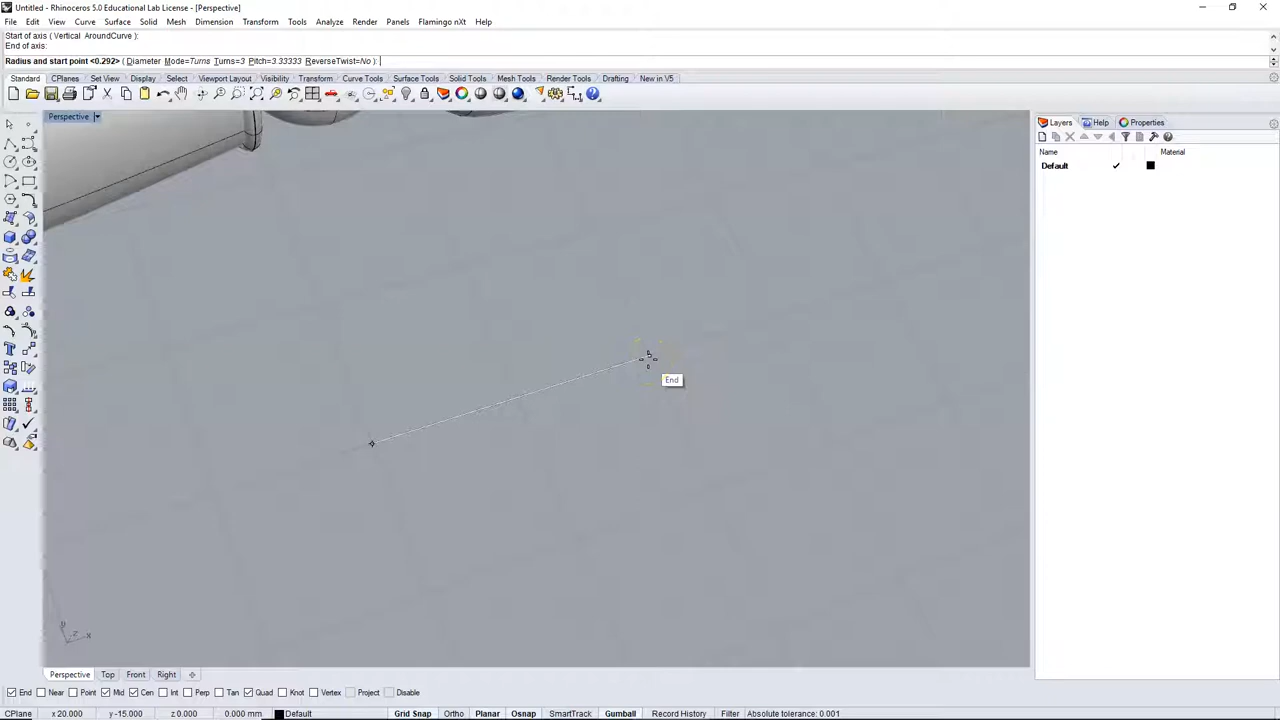 Untitled - Rhinoceros 5.0 Educational Lab License - [Perspective]
File Edit View Curve Surface Solid Mesh Dimension Transform Tools Analyze Render Panels Flamingo nXt Help
Start of axis ( Vertical AroundCurve ):
End of axis:
Radius and start point <0.292> ( Diameter Mode=Turns Turns=3 Pitch=3.33333 ReverseTwist=No ):
Standard CPlanes Set View Display Select Viewport Layout Visibility Transform Curve Tools Surface Tools Solid Tools Mesh Tools Render Tools Drafting New in V5
Perspective
Layers Help Properties
Name Material
Default
End
y z x
Perspective Top Front Right
End Near Point Mid Cen Int Perp Tan Quad Knot Vertex Project Disable
CPlane x 20.000 y -15.000 z 0.000 0.000 mm Default Grid Snap Ortho Planar Osnap SmartTrack Gumball Record History Filter Absolute tolerance: 0.001